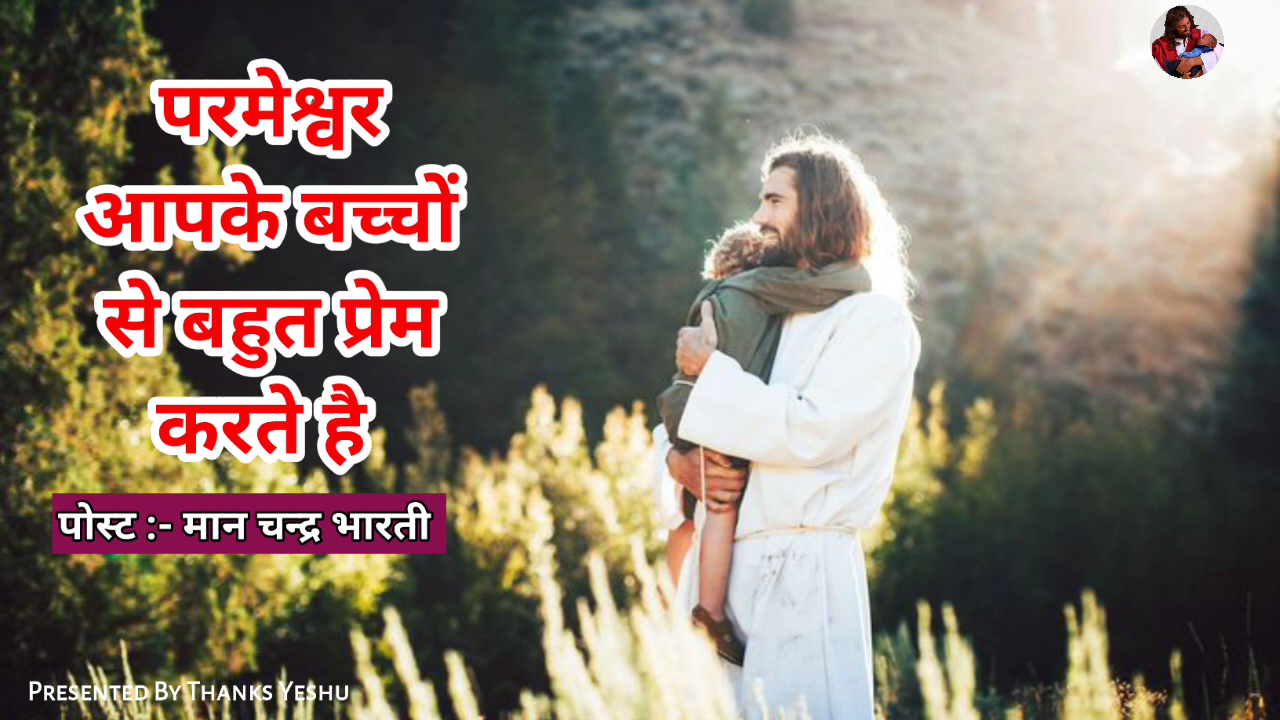 परमेश्वर
आपके बच्चों
से बहुत प्रेम
करते है
पोस्ट :- मान चन्द्र भारती
Presented By Thanks Yeshu